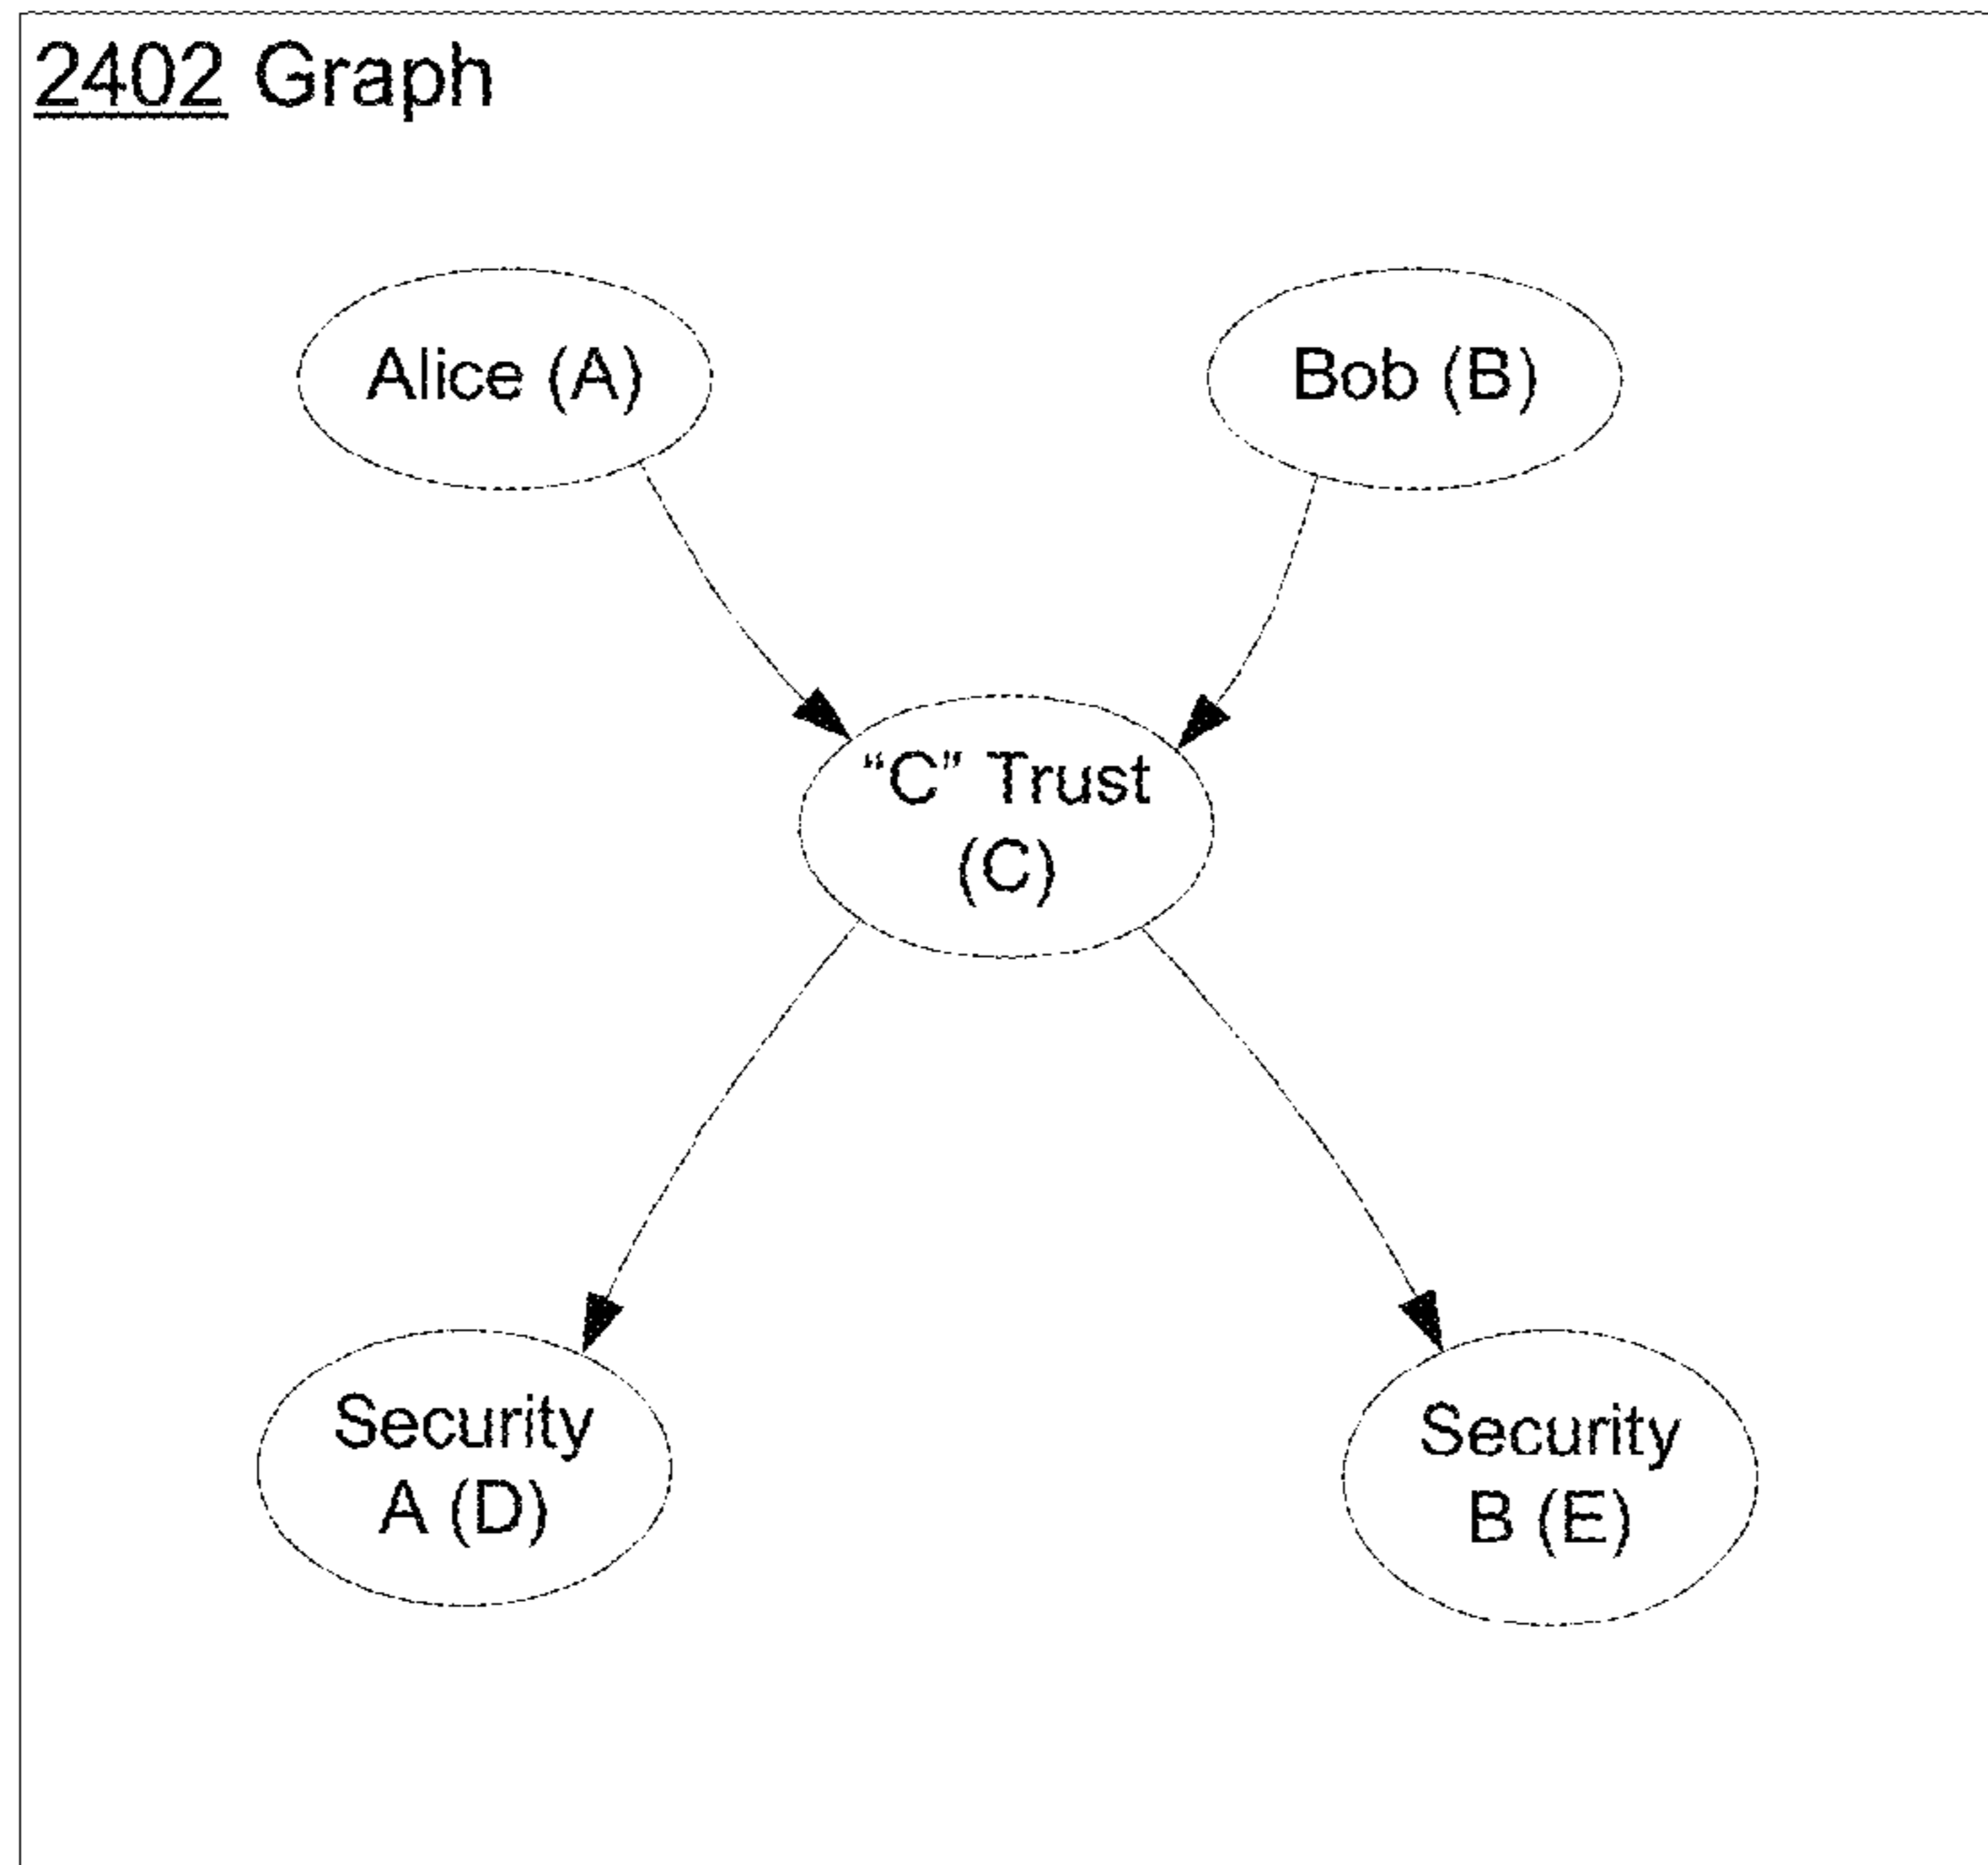 2402 Graph
Alice (A)
Bob (B)
“C” Trust
(C)
Security
A (D)
Security
B (E)